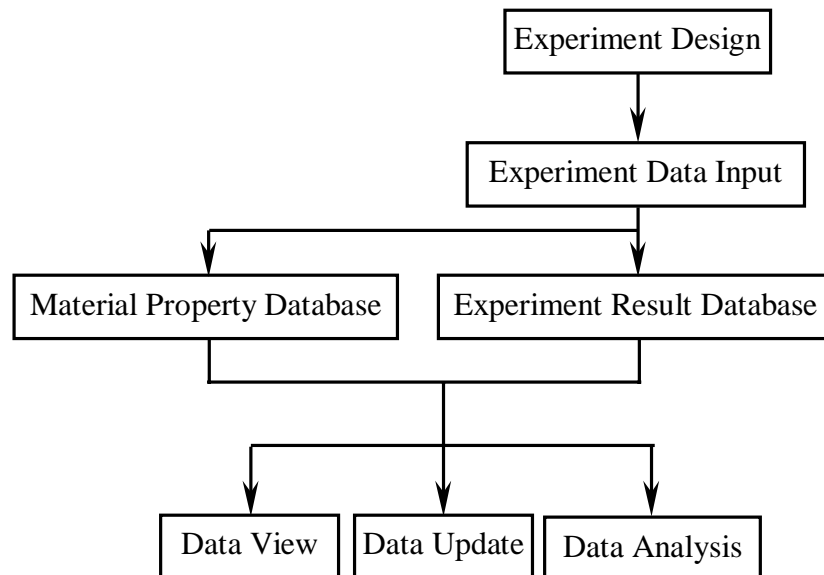 Experiment Design
Experiment Data Input
Material Property Database
Experiment Result Database
Data View
Data Update
Data Analysis